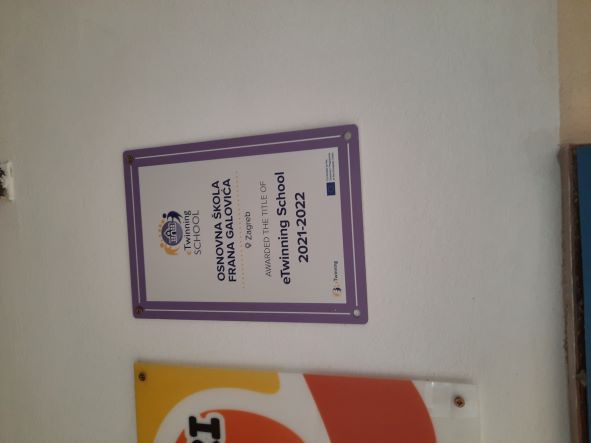 eTwinning
SCHOOL
OSNOVNA ŠKOLA
FRANA GALOVIĆA
Zagreb
AWARDED THE TITLE OF
eTwinning School
2021-2022
eTwinning